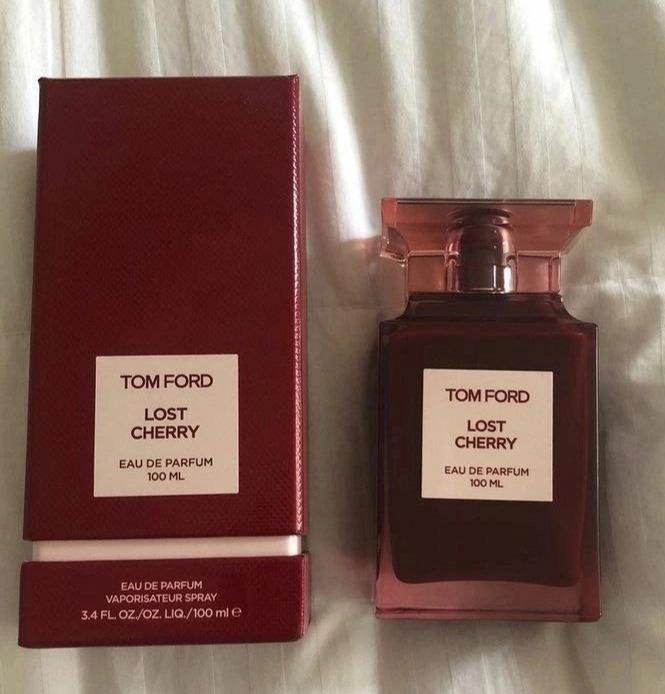 TOM FORD
LOST
CHERRY
EAU DE PARFUM
100 ML
EAU DE PARFUM
VAPORISATEUR SPRAY
3.4 FL. OZ./OZ. LIQ./100 ml ℮
TOM FORD
LOST
CHERRY
EAU DE PARFUM
100 ML